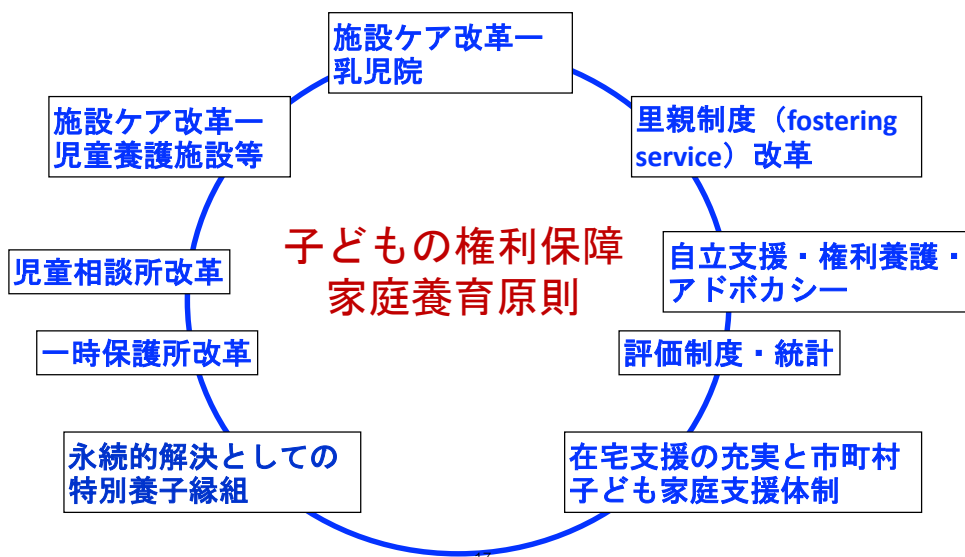 施設ケア改革ー
乳児院
施設ケア改革ー
児童養護施設等
里親制度（fostering
service）改革
子どもの権利保障
家庭養育原則
児童相談所改革
自立支援・権利養護・
アドボカシー
一時保護所改革
評価制度・統計
永続的解決としての
特別養子縁組
在宅支援の充実と市町村
子ども家庭支援体制